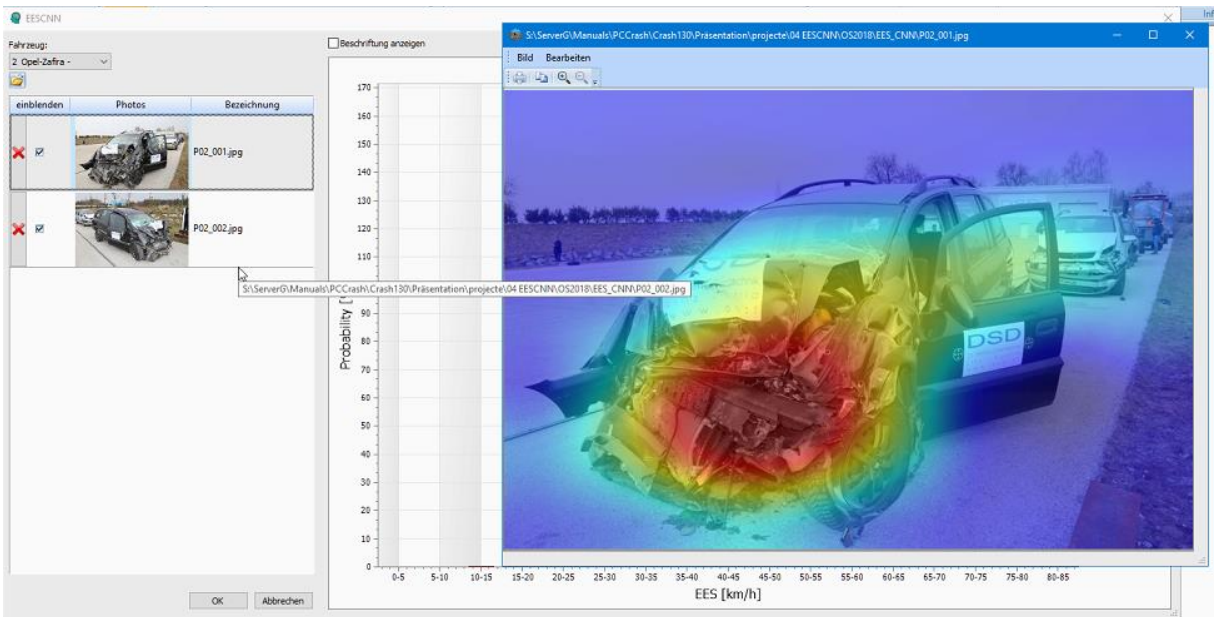 EESCNN
Inf
Fahrzeug:
2 Opel-Zafira -
einblenden Photos Bezeichnung
P02_001.jpg
P02_002.jpg
S:\ServerG\Manuals\PCCrash\Crash130\Präsentation\projecte\04 EESCNN\OS2018\EES_CNN\P02_002.jpg
OK Abbrechen
Beschriftung anzeigen
170
160
150
140
130
120
110
90
80
70
60
50
40
30
20
10
0
Probability [
0-5 5-10 10-15 15-20 20-25 25-30 30-35 35-40 40-45 45-50 50-55 55-60 60-65 65-70 70-75 75-80 80-85
EES [km/h]
S:\ServerG\Manuals\PCCrash\Crash130\Präsentation\projecte\04 EESCNN\OS2018\EES_CNN\P02_001.jpg
Bild Bearbeiten
DSD